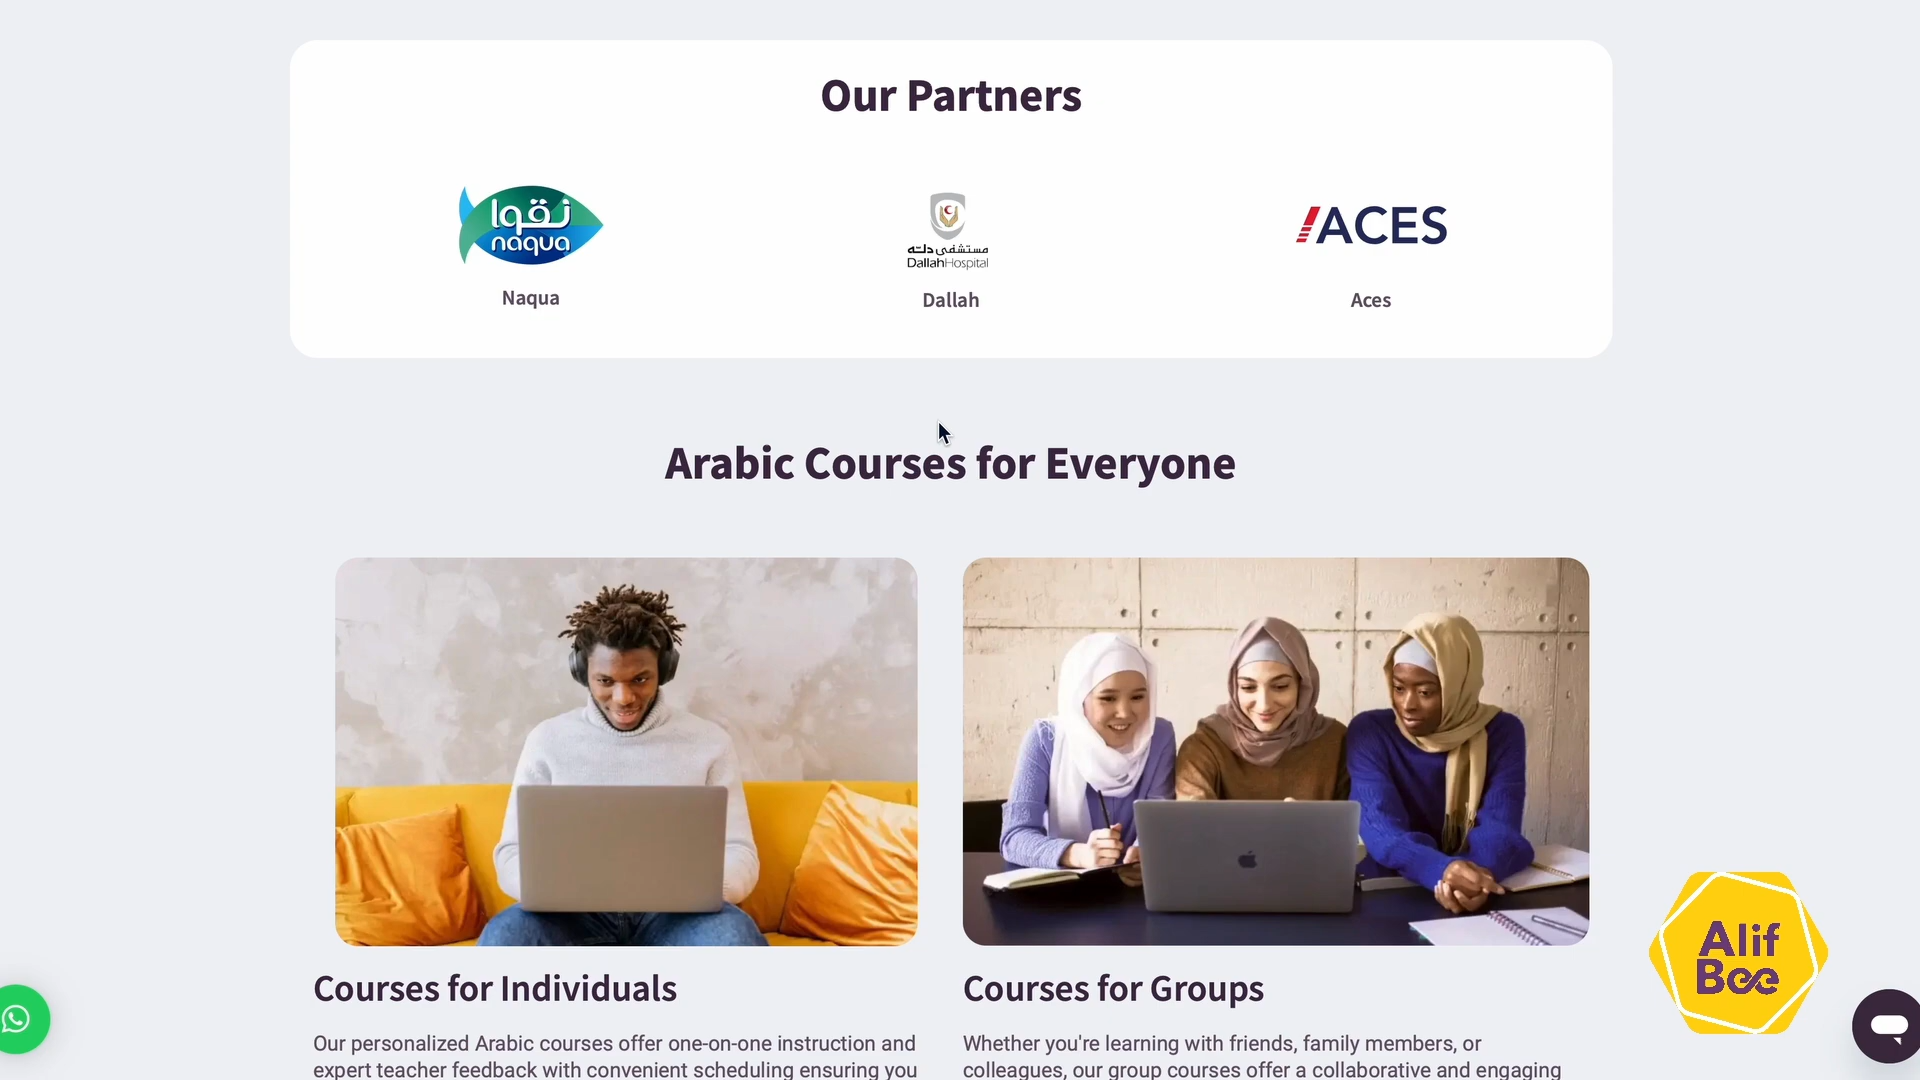 Our Partners
نقوا
naqua
Naqua
مستشفى دلـه
DallahHospital
Dallah
ACES
Aces
Arabic Courses for Everyone
Courses for Individuals
Our personalized Arabic courses offer one-on-one instruction and
expert teacher feedback with convenient scheduling ensuring you
Courses for Groups
Whether you're learning with friends, family members, or
colleagues, our group courses offer a collaborative and engaging
Alif
Bee